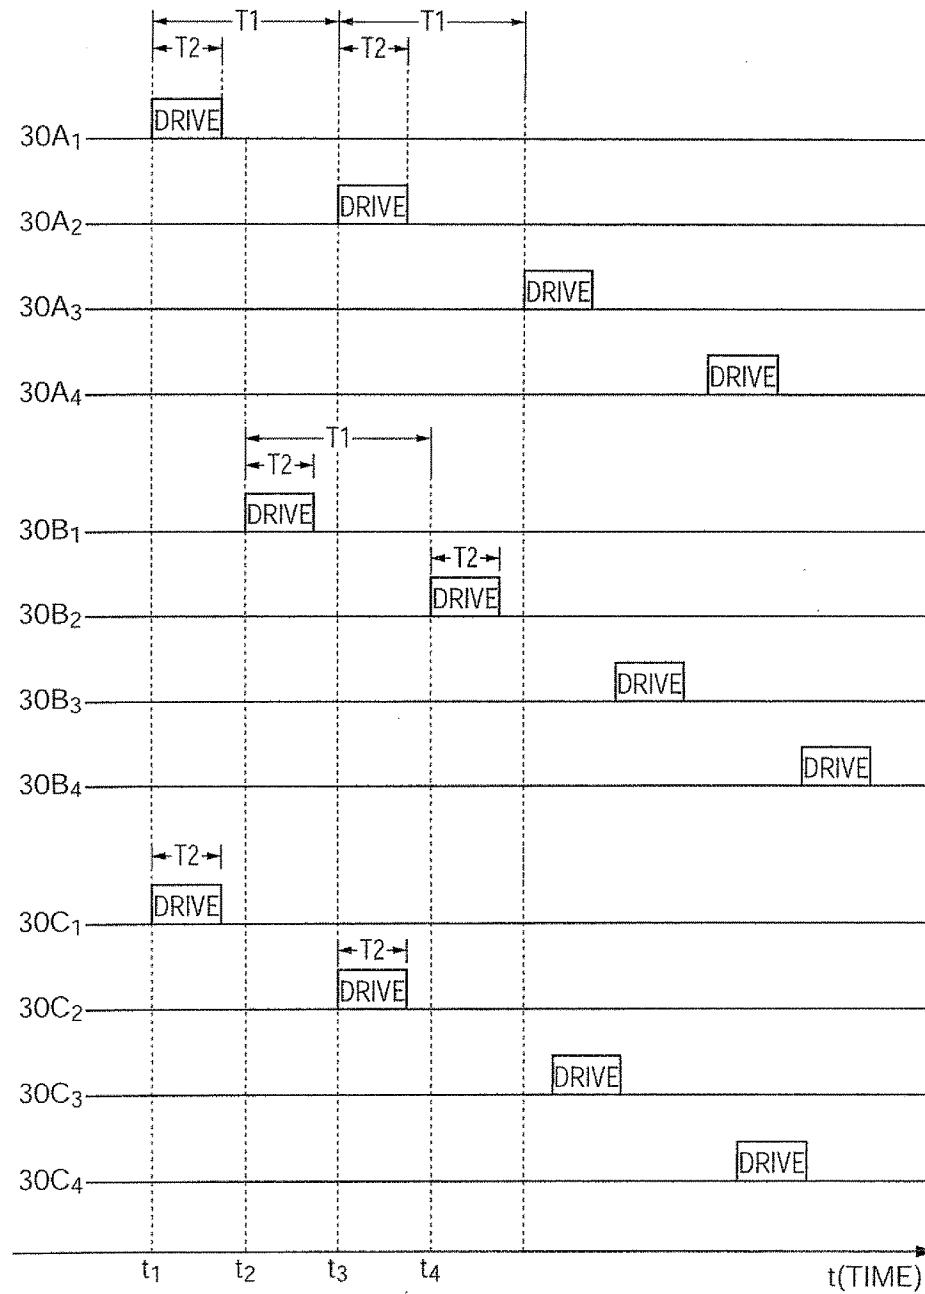 T1 T1
T2 T2
DRIVE
30A1
DRIVE
30A2
DRIVE
30A3
DRIVE
30A4
T1
T2
DRIVE
30B1
T2
DRIVE
30B2
DRIVE
30B3
DRIVE
30B4
T2
DRIVE
30C1
T2
DRIVE
30C2
DRIVE
30C3
DRIVE
30C4
t1 t2 t3 t4
t(TIME)